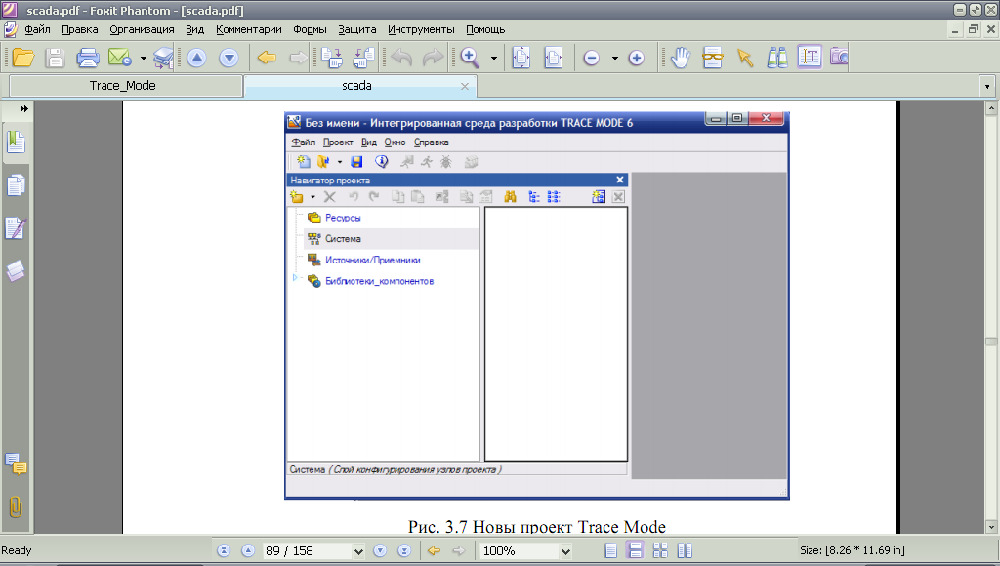 scada.pdf - Foxit Phantom - [scada.pdf]
Файл Правка Организация Вид Комментарии Формы Защита Инструменты Помощь
Trace_Mode scada
Без имени - Интегрированная среда разработки TRACE MODE 6
Файл Проект Вид Окно Справка
Навигатор проекта
Ресурсы
Система
Источники/Приемники
Библиотеки_компонентов
Система ( Слой конфигурирования узлов проекта )
Рис. 3.7 Новы проект Trace Mode
Ready 89 / 158 100% Size: [8.26 * 11.69 in]